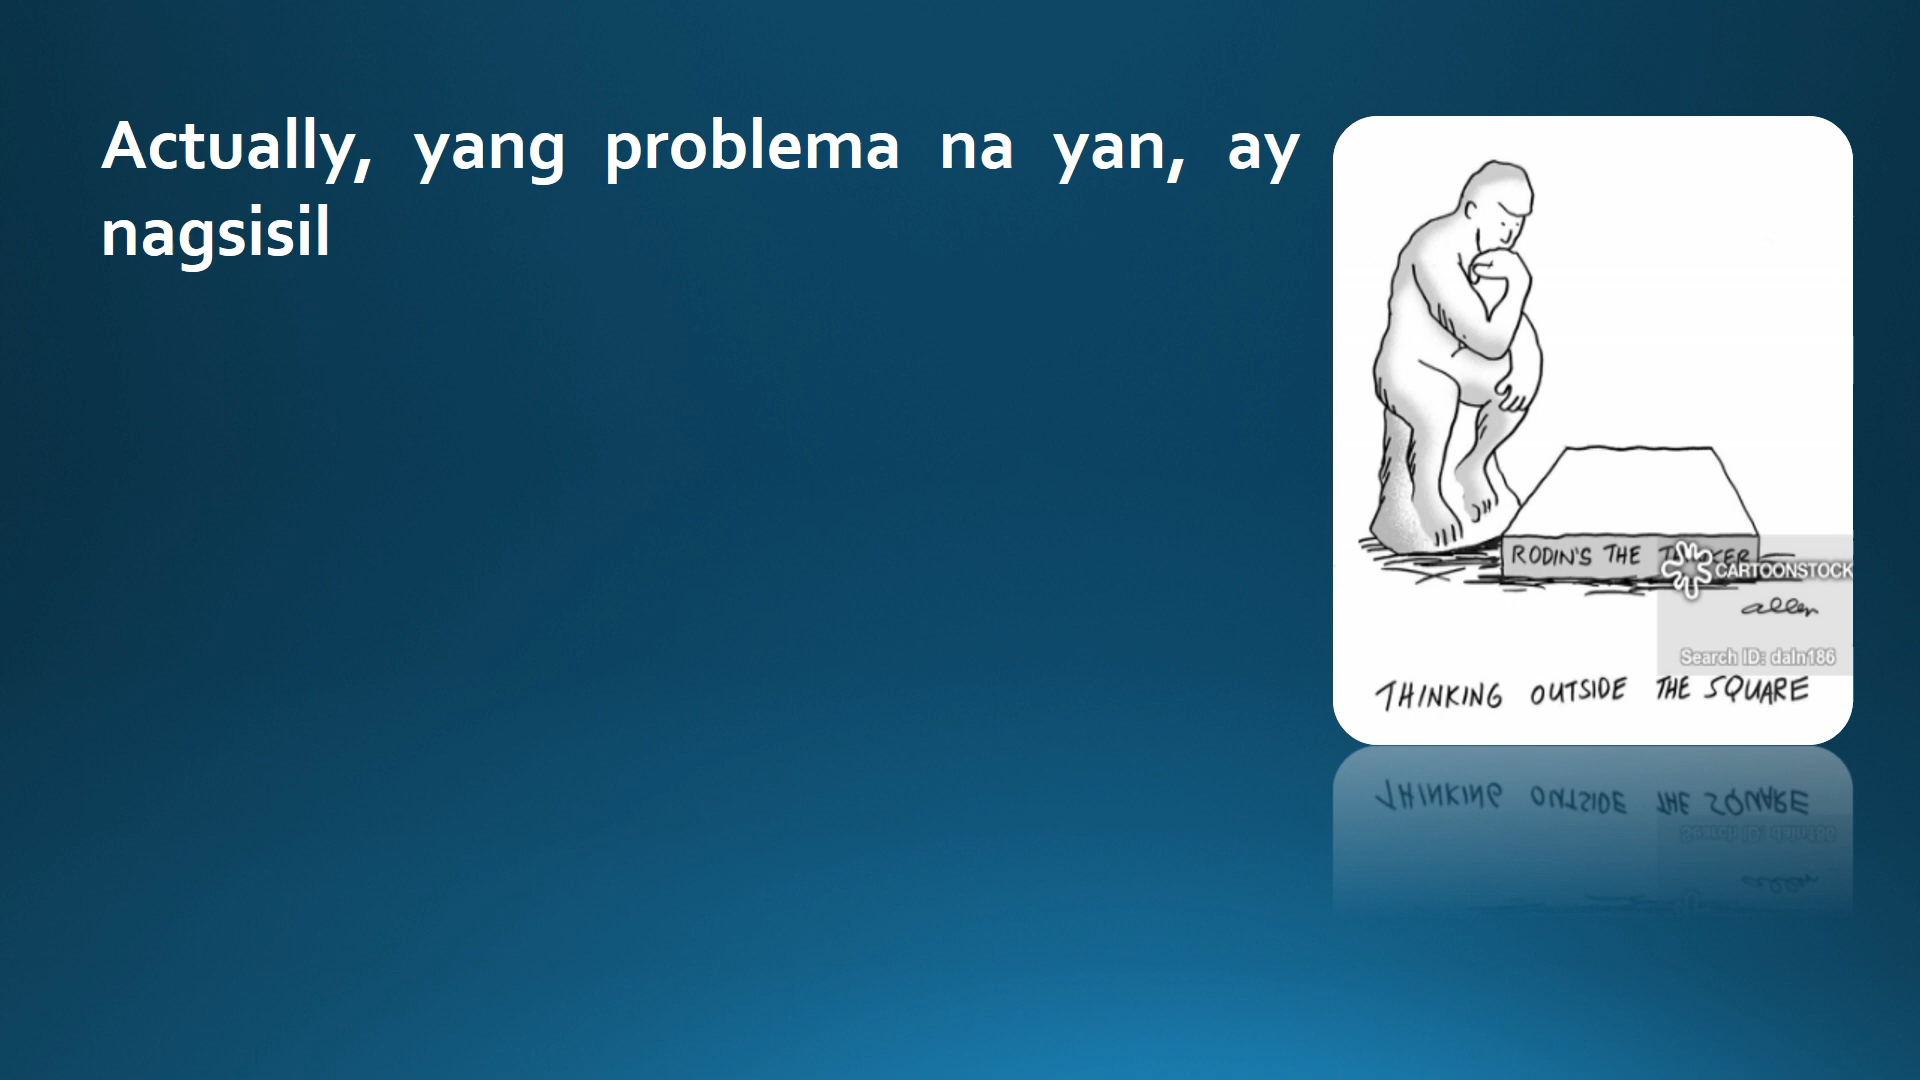 Actually, yang problema na yan, ay
nagsisil
RODIN'S THE
CARTOONSTOCK
allen
Search ID: daln186
THINKING OUTSIDE THE SQUARE